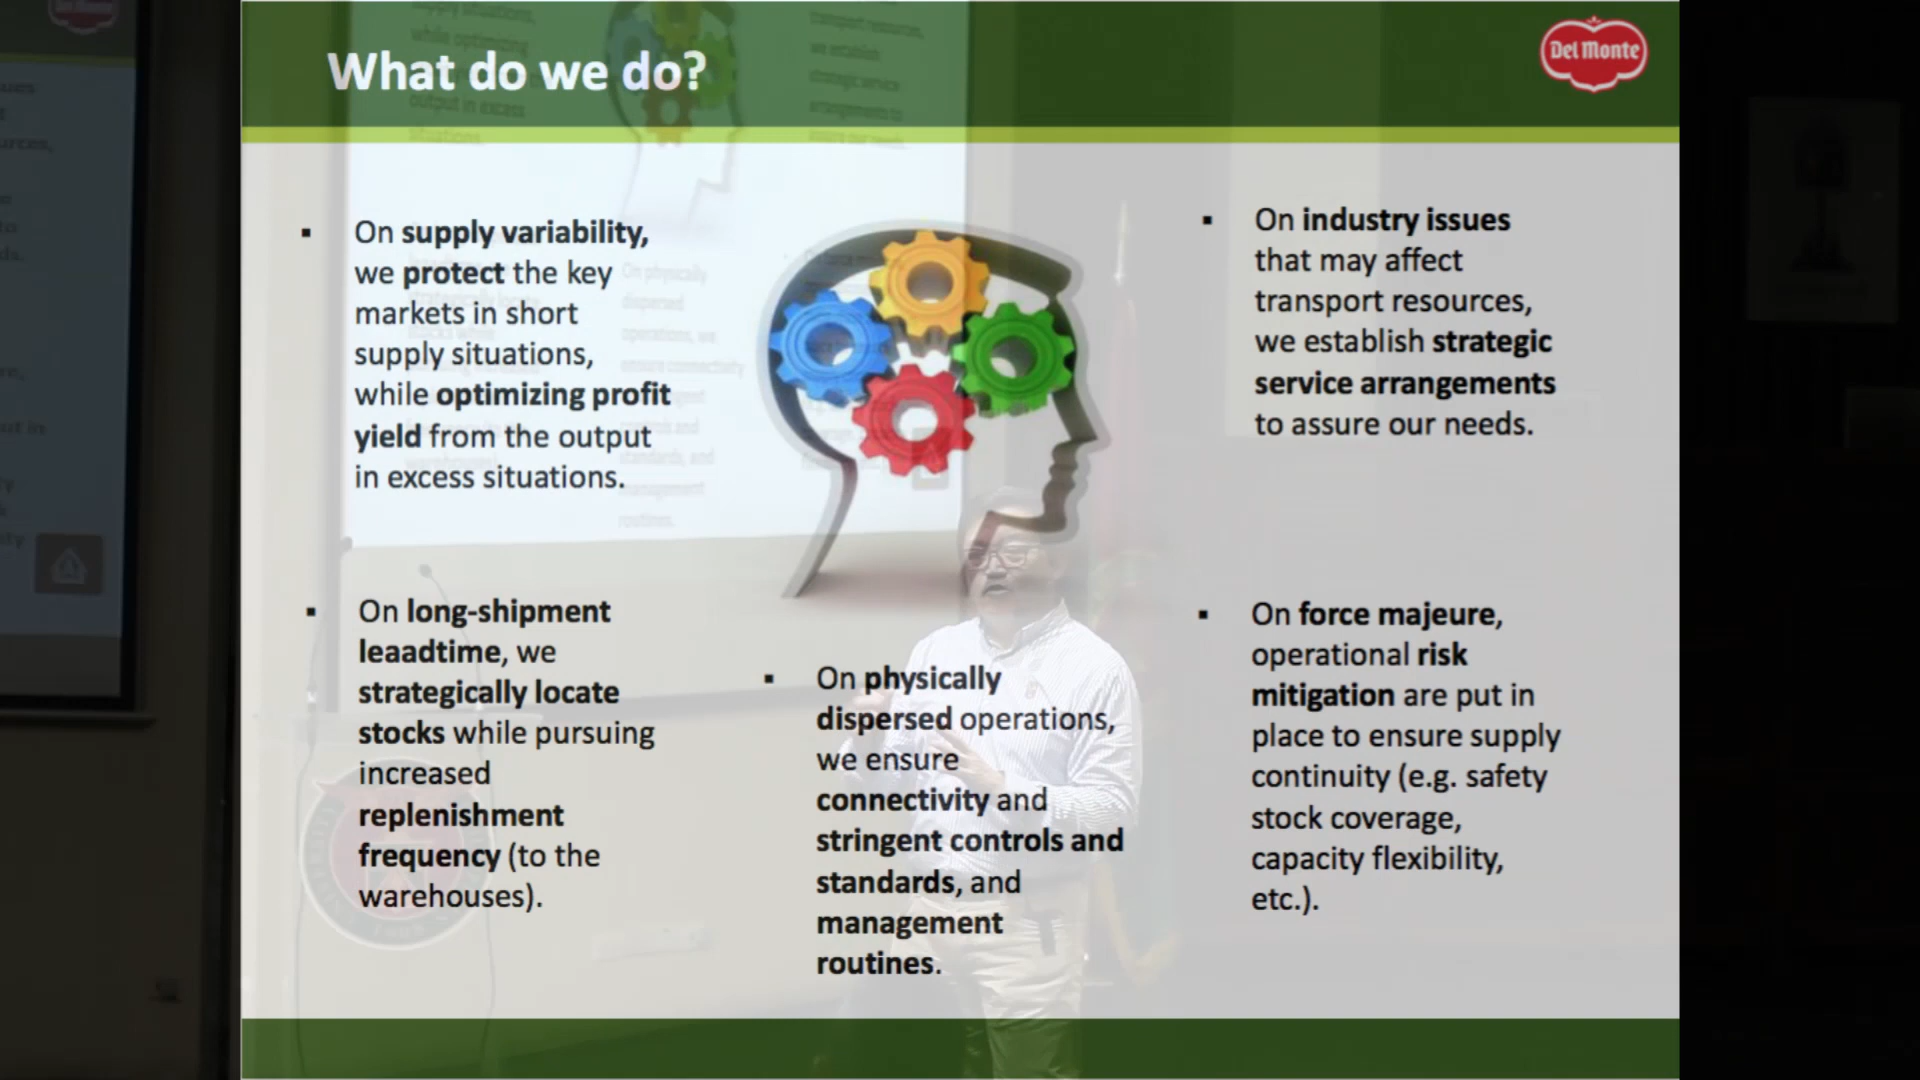 What do we do?
Del Monte
▪ On supply variability,
we protect the key
markets in short
supply situations,
while optimizing profit
yield from the output
in excess situations.
▪ On industry issues
that may affect
transport resources,
we establish strategic
service arrangements
to assure our needs.
▪ On long-shipment
leaadtime, we
strategically locate
stocks while pursuing
increased
replenishment
frequency (to the
warehouses).
▪ On physically
dispersed operations,
we ensure
connectivity and
stringent controls and
standards, and
management
routines.
▪ On force majeure,
operational risk
mitigation are put in
place to ensure supply
continuity (e.g. safety
stock coverage,
capacity flexibility,
etc.).